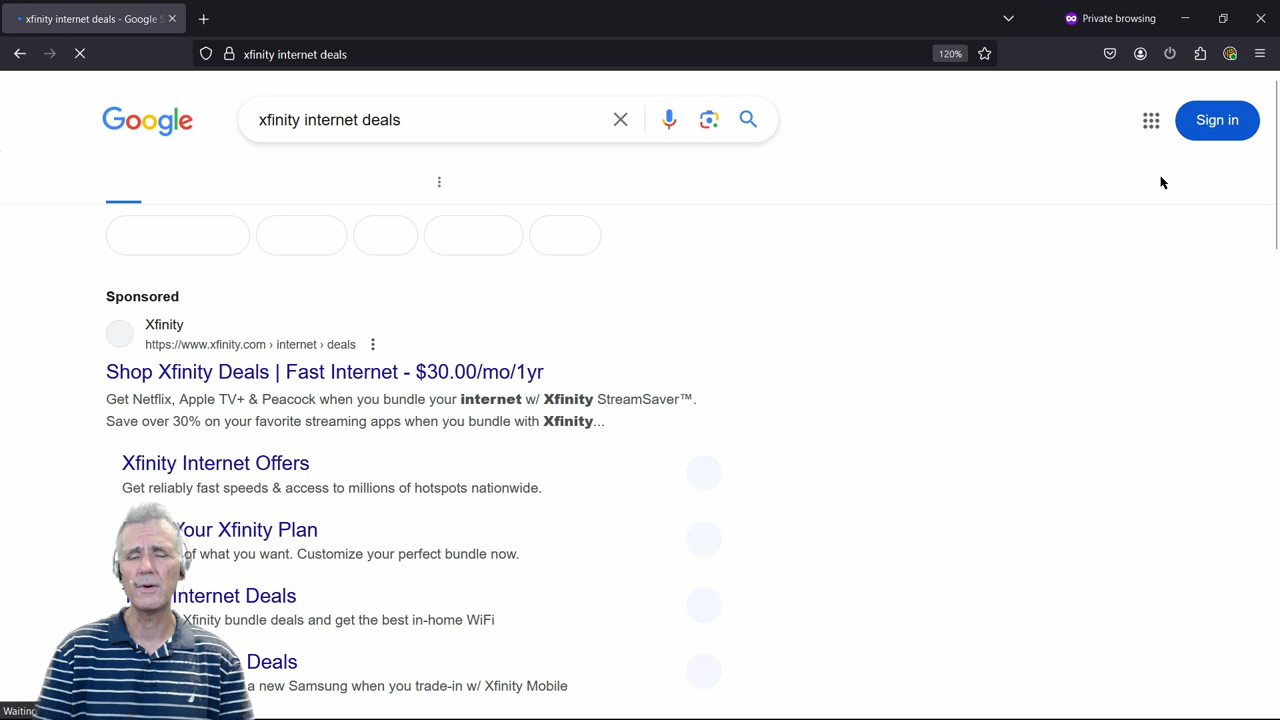 xfinity internet deals - Google S
Private browsing
xfinity internet deals
120%
Google
xfinity internet deals
Sign in
Sponsored
Xfinity
https://www.xfinity.com › internet › deals
Shop Xfinity Deals | Fast Internet - $30.00/mo/1yr
Get Netflix, Apple TV+ & Peacock when you bundle your internet w/ Xfinity StreamSaver™.
Save over 30% on your favorite streaming apps when you bundle with Xfinity...
Xfinity Internet Offers
Get reliably fast speeds & access to millions of hotspots nationwide.
Your Xfinity Plan
of what you want. Customize your perfect bundle now.
Internet Deals
Xfinity bundle deals and get the best in-home WiFi
Deals
a new Samsung when you trade-in w/ Xfinity Mobile
Waiting